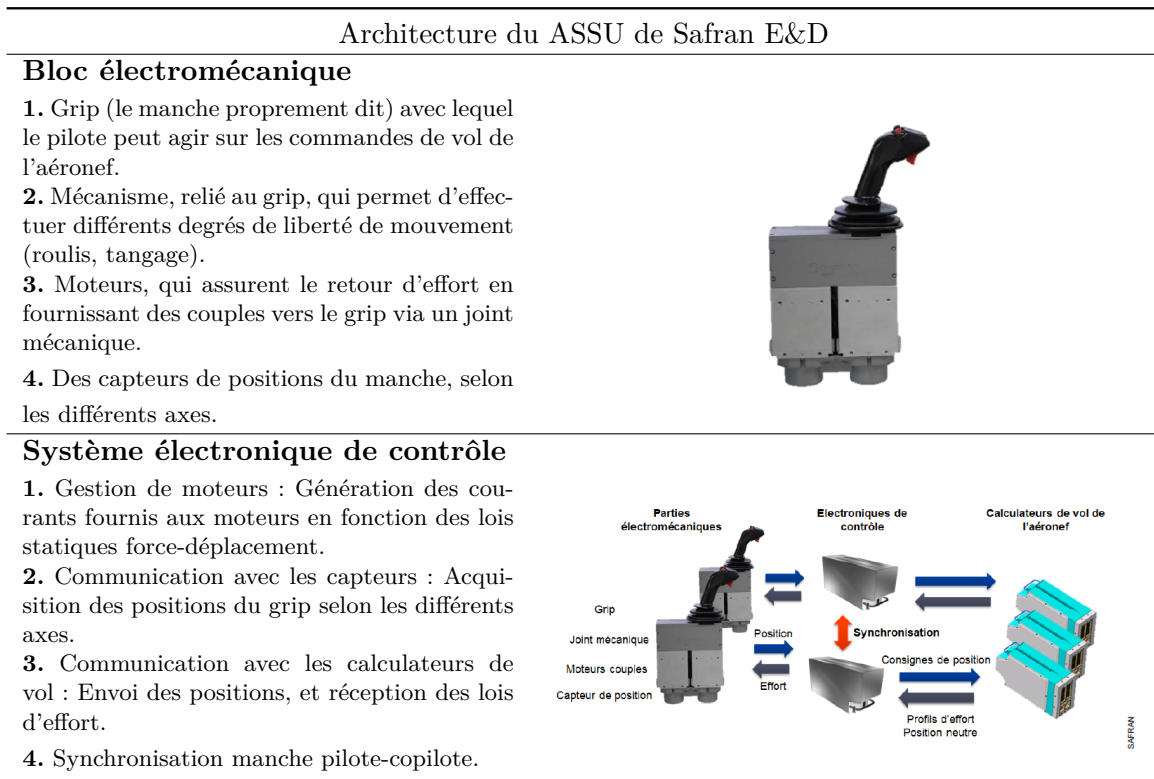 Architecture du ASSU de Safran E&D
Bloc électromécanique
1. Grip (le manche proprement dit) avec lequel
le pilote peut agir sur les commandes de vol de
l'aéronef.
2. Mécanisme, relié au grip, qui permet d'effec-
tuer différents degrés de liberté de mouvement
(roulis, tangage).
3. Moteurs, qui assurent le retour d'effort en
fournissant des couples vers le grip via un joint
mécanique.
4. Des capteurs de positions du manche, selon
les différents axes.
Système électronique de contrôle
1. Gestion de moteurs : Génération des cou-
rants fournis aux moteurs en fonction des lois
statiques force-déplacement.
2. Communication avec les capteurs : Acqui-
sition des positions du grip selon les différents
axes.
3. Communication avec les calculateurs de
vol : Envoi des positions, et réception des lois
d'effort.
4. Synchronisation manche pilote-copilote.
Parties
électromécaniques
Electroniques de
contrôle
Calculateurs de vol de
l'aéronef
Grip
Joint mécanique
Moteurs couples
Capteur de position
Position
Effort
Synchronisation
Consignes de position
Profils d'effort
Position neutre
SAFRAN